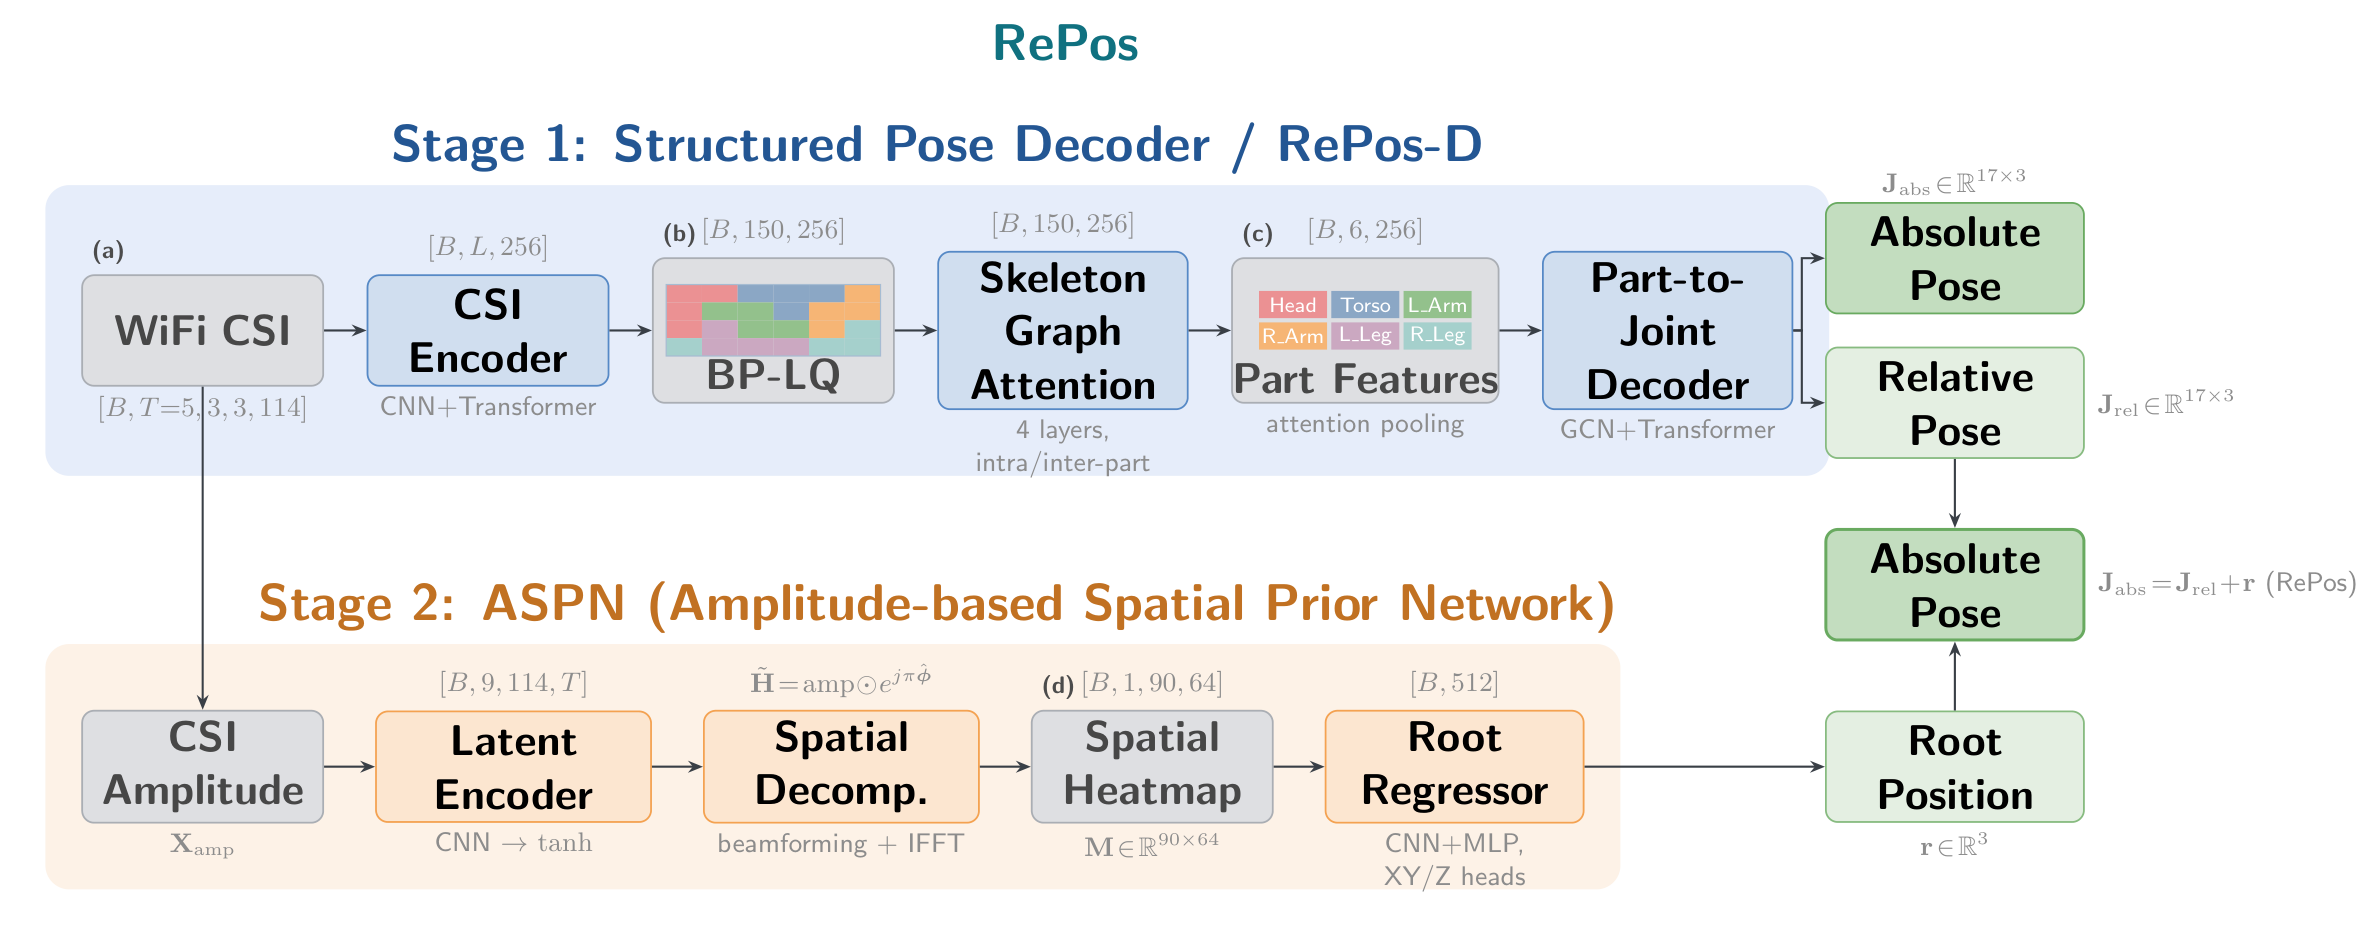 RePos
Stage 1: Structured Pose Decoder / RePos-D
(a)
WiFi CSI
[B, T=5, 3, 3, 114]
[B, L, 256]
CSI
Encoder
CNN+Transformer
(b) [B, 150, 256]
BP-LQ
[B, 150, 256]
Skeleton
Graph
Attention
4 layers,
intra/inter-part
(c) [B, 6, 256]
Head Torso L_Arm
R_Arm L_Leg R_Leg
Part Features
attention pooling
Part-to-
Joint
Decoder
GCN+Transformer
J_abs ∈ ℝ^{17×3}
Absolute
Pose
Relative
Pose
J_rel ∈ ℝ^{17×3}
Absolute
Pose
J_abs = J_rel + r (RePos)
Stage 2: ASPN (Amplitude-based Spatial Prior Network)
CSI
Amplitude
X_amp
[B, 9, 114, T]
Latent
Encoder
CNN → tanh
H̃ = amp ⊙ e^{jπφ̂}
Spatial
Decomp.
beamforming + IFFT
(d) [B, 1, 90, 64]
Spatial
Heatmap
M ∈ ℝ^{90×64}
[B, 512]
Root
Regressor
CNN+MLP,
XY/Z heads
Root
Position
r ∈ ℝ^3